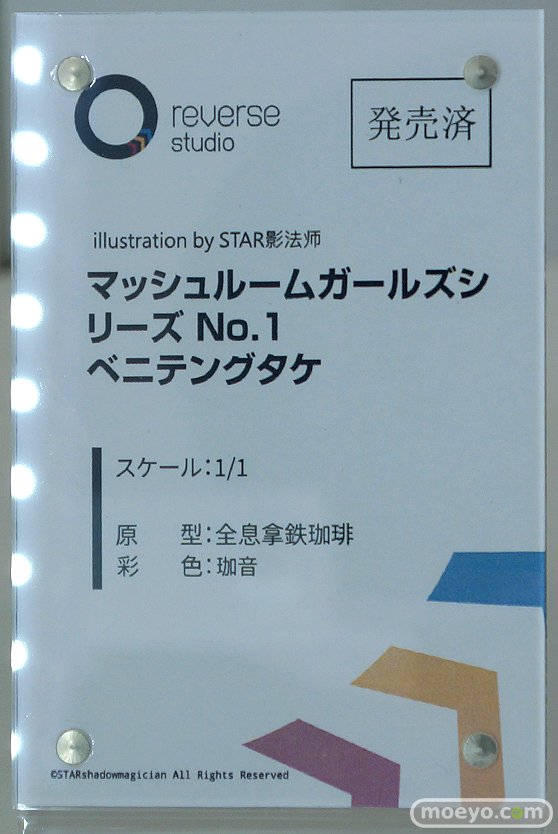 reverse
studio
発売済
illustration by STAR影法师
マッシュルームガールズシ
リーズ No.1
ベニテングタケ
スケール:1/1
原　型:全息拿鉄珈琲
彩　色:珈音
©STARshadowmagician All Rights Reserved
moeyo.com